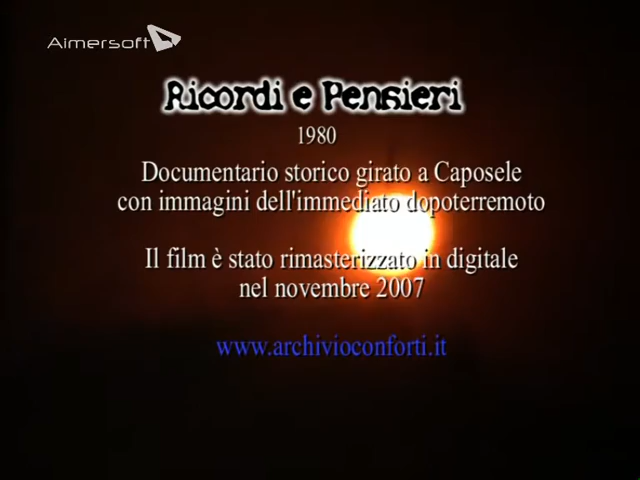 Aimersoft
Ricordi e Pensieri
1980
Documentario storico girato a Caposele
con immagini dell'immediato dopoterremoto
Il film è stato rimasterizzato in digitale
nel novembre 2007
www.archivioconforti.it